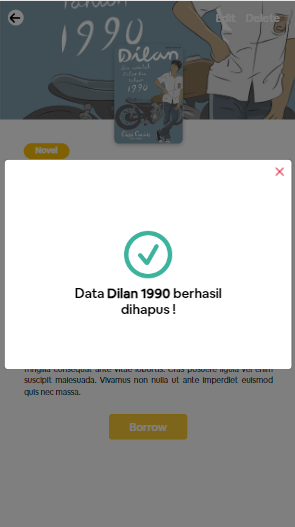 1990
Edit Delete
Dilan
1990
Novel
Data Dilan 1990 berhasil
dihapus !
fringilla consequat ante vitae lobortis. Cras posuere ligula vel enim
suscipit malesuada. Vivamus non nulla ut ante imperdiet euismod
quis nec massa.
Borrow